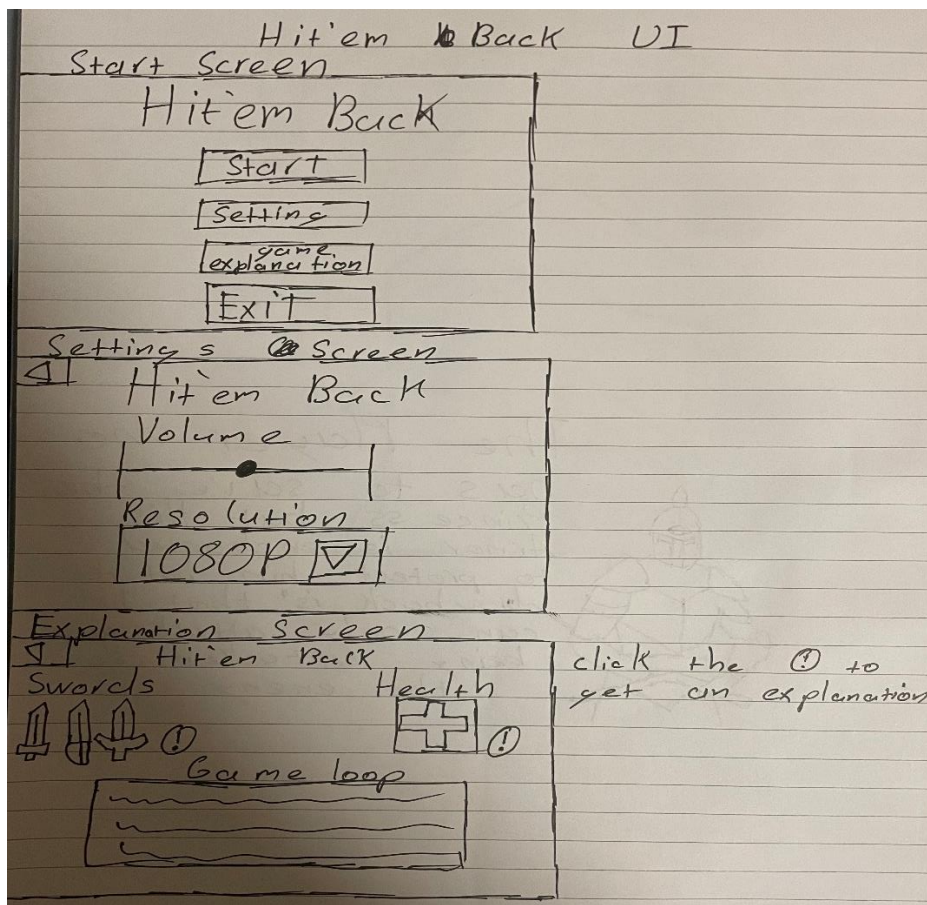 Hit'em Back UI
Start Screen
Hit'em Back
Start
Setting
game
explanation
Exit
Settings Screen
Hit'em Back
Volume
Resolution
1080P
Explanation Screen
Hit'em Back
Swords
Health
!
!
Game loop
click the ! to
get an explanation